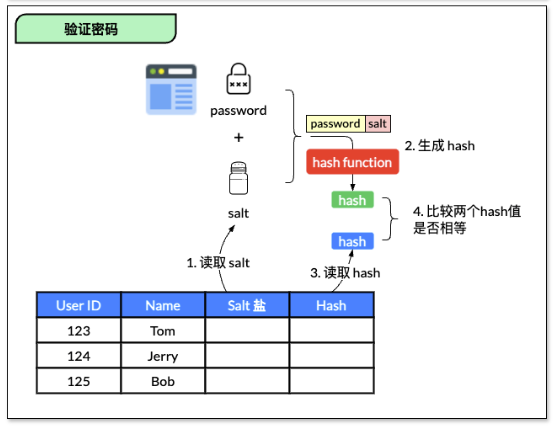 验证密码
×××
password
+
salt
password salt
2. 生成 hash
hash function
hash
4. 比较两个hash值
是否相等
hash
1. 读取 salt
3. 读取 hash
User ID Name Salt 盐 Hash
123 Tom
124 Jerry
125 Bob